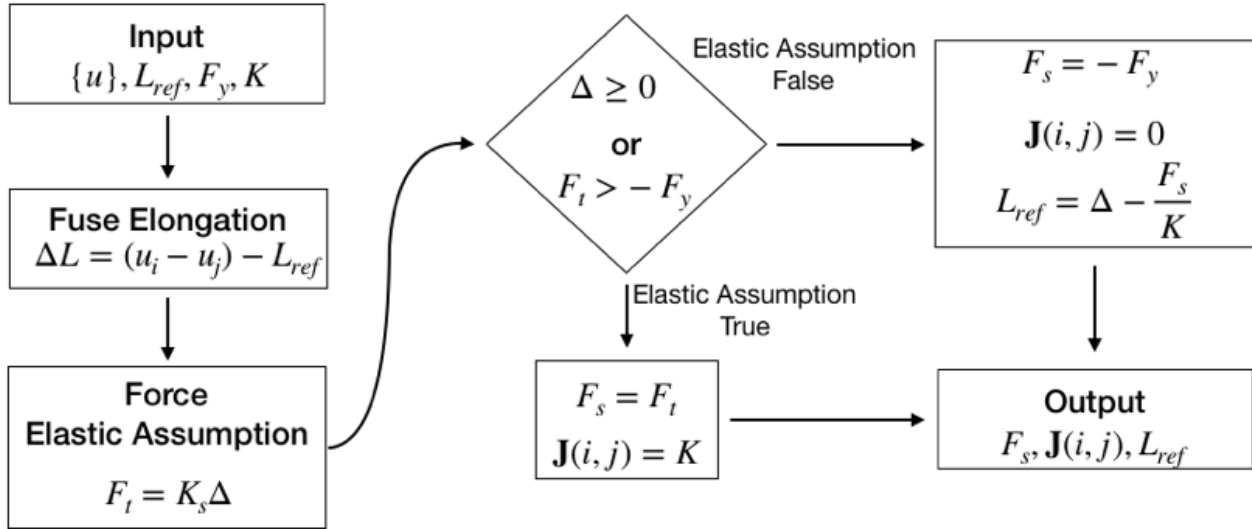 Input
{u}, L_ref, F_y, K
Fuse Elongation
ΔL = (u_i − u_j) − L_ref
Force
Elastic Assumption
F_t = K_sΔ
Δ ≥ 0
or
F_t > − F_y
Elastic Assumption
False
F_s = − F_y
J(i, j) = 0
L_ref = Δ − F_s/K
Elastic Assumption
True
F_s = F_t
J(i, j) = K
Output
F_s, J(i, j), L_ref